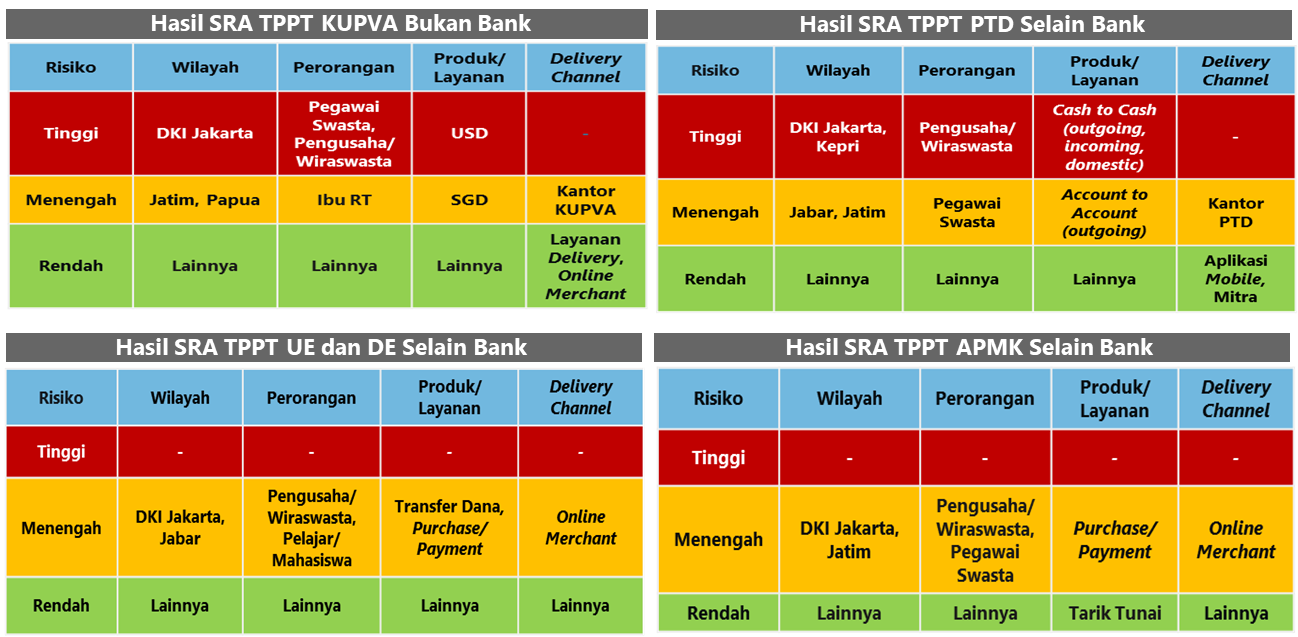 Hasil SRA TPPT KUPVA Bukan Bank
Risiko Wilayah Perorangan Produk/ Delivery
Layanan Channel
Pegawai
Swasta,
Tinggi DKI Jakarta Pengusaha/ USD -
Wiraswasta
Menengah Jatim, Papua Ibu RT SGD Kantor
KUPVA
Layanan
Rendah Lainnya Lainnya Lainnya Delivery,
Online
Merchant
Hasil SRA TPPT PTD Selain Bank
Risiko Wilayah Perorangan Produk/ Delivery
Layanan Channel
Cash to Cash
Tinggi DKI Jakarta, Pengusaha/ (outgoing, -
Kepri Wiraswasta incoming,
domestic)
Account to
Menengah Jabar, Jatim Pegawai Account Kantor
Swasta (outgoing) PTD
Aplikasi
Rendah Lainnya Lainnya Lainnya Mobile,
Mitra
Hasil SRA TPPT UE dan DE Selain Bank
Risiko Wilayah Perorangan Produk/ Delivery
Layanan Channel
Tinggi - - - -
Pengusaha/
Menengah DKI Jakarta, Wiraswasta, Transfer Dana, Online
Jabar Pelajar/ Purchase/ Merchant
Mahasiswa Payment
Rendah Lainnya Lainnya Lainnya Lainnya
Hasil SRA TPPT APMK Selain Bank
Risiko Wilayah Perorangan Produk/ Delivery
Layanan Channel
Tinggi - - - -
Pengusaha/
Menengah DKI Jakarta, Wiraswasta, Purchase/ Online
Jatim Pegawai Payment Merchant
Swasta
Rendah Lainnya Lainnya Tarik Tunai Lainnya